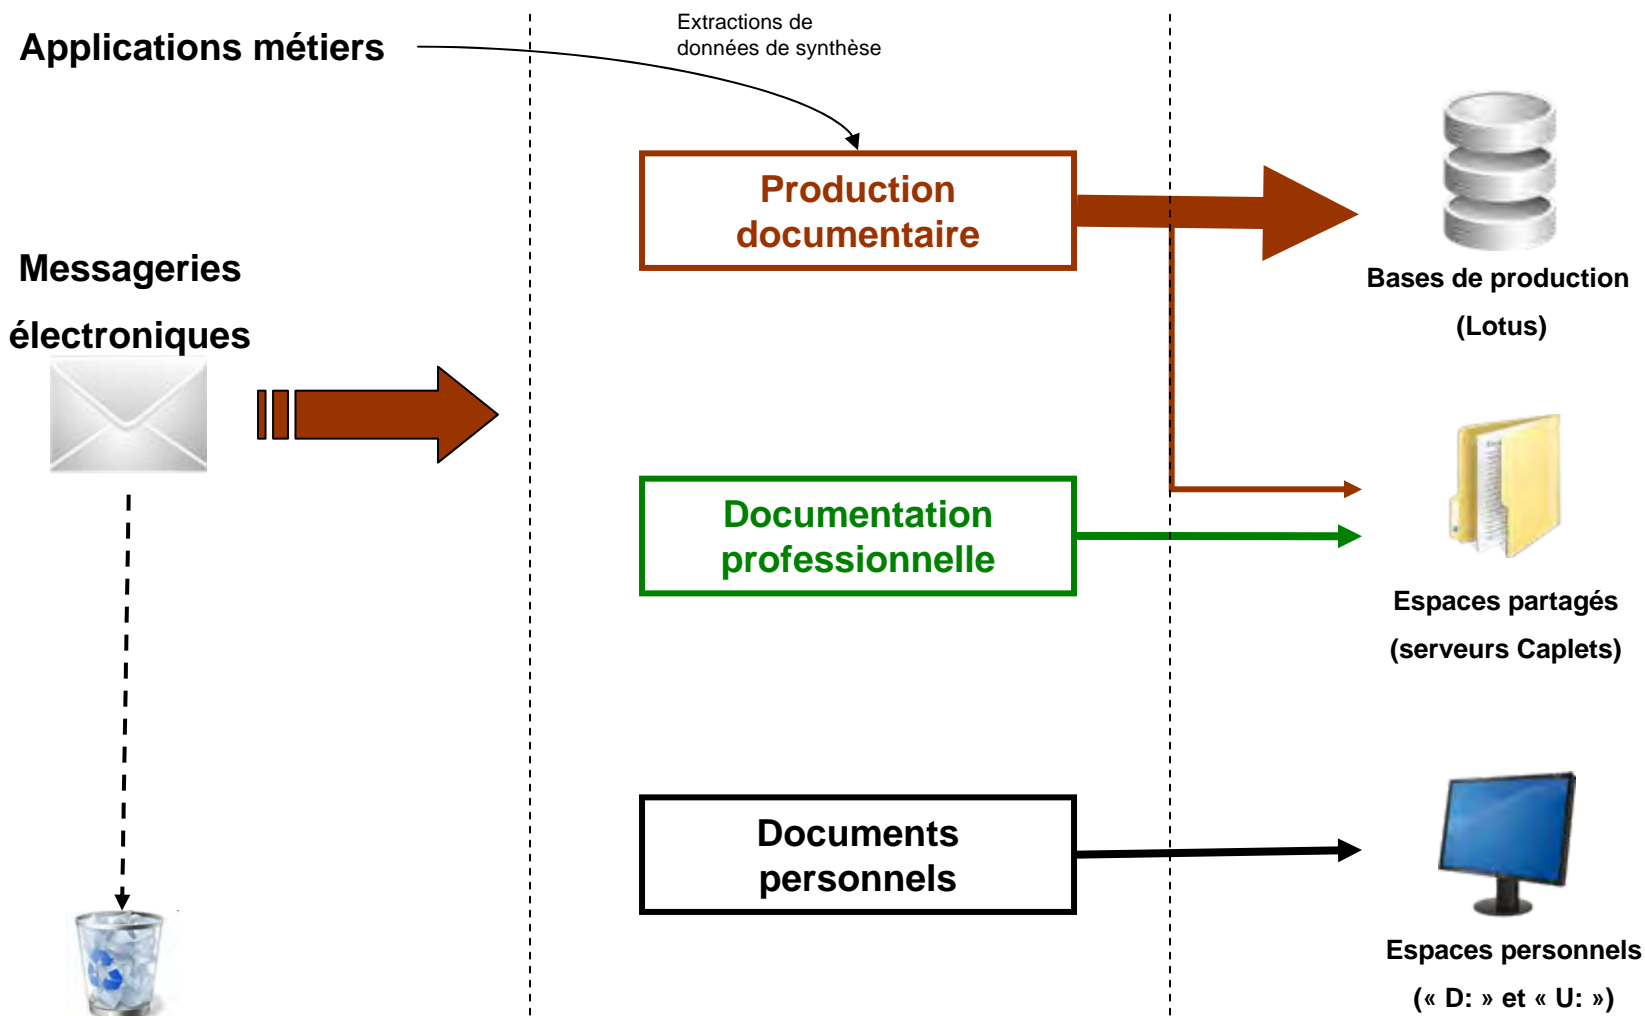 Applications métiers
Extractions de
données de synthèse
Production
documentaire
Messageries
électroniques
Bases de production
(Lotus)
Documentation
professionnelle
Espaces partagés
(serveurs Caplets)
Documents
personnels
Espaces personnels
(« D: » et « U: »)